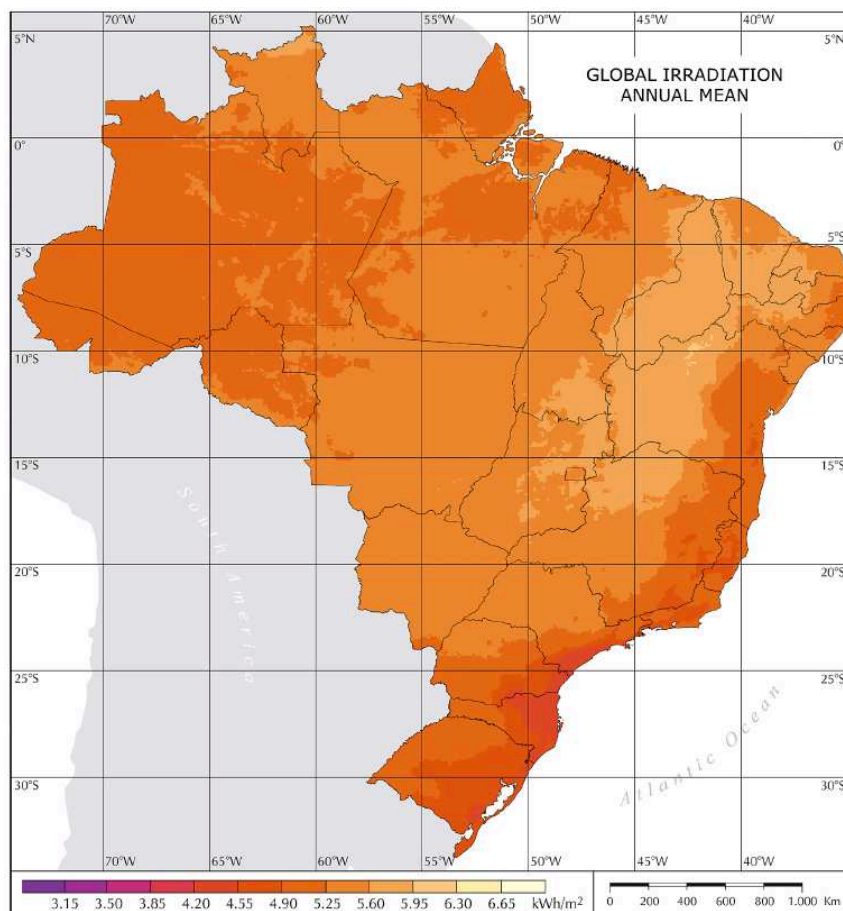 70°W 65°W 60°W 55°W 50°W 45°W 40°W
5°N 5°N
GLOBAL IRRADIATION
ANNUAL MEAN
0° 0°
5°S 5°S
10°S 10°S
15°S 15°S
South America
20°S 20°S
25°S 25°S
Atlantic Ocean
30°S 30°S
70°W 65°W 60°W 55°W 50°W 45°W 40°W
3.15 3.50 3.85 4.20 4.55 4.90 5.25 5.60 5.95 6.30 6.65 kWh/m²
0 200 400 600 800 1.000 Km